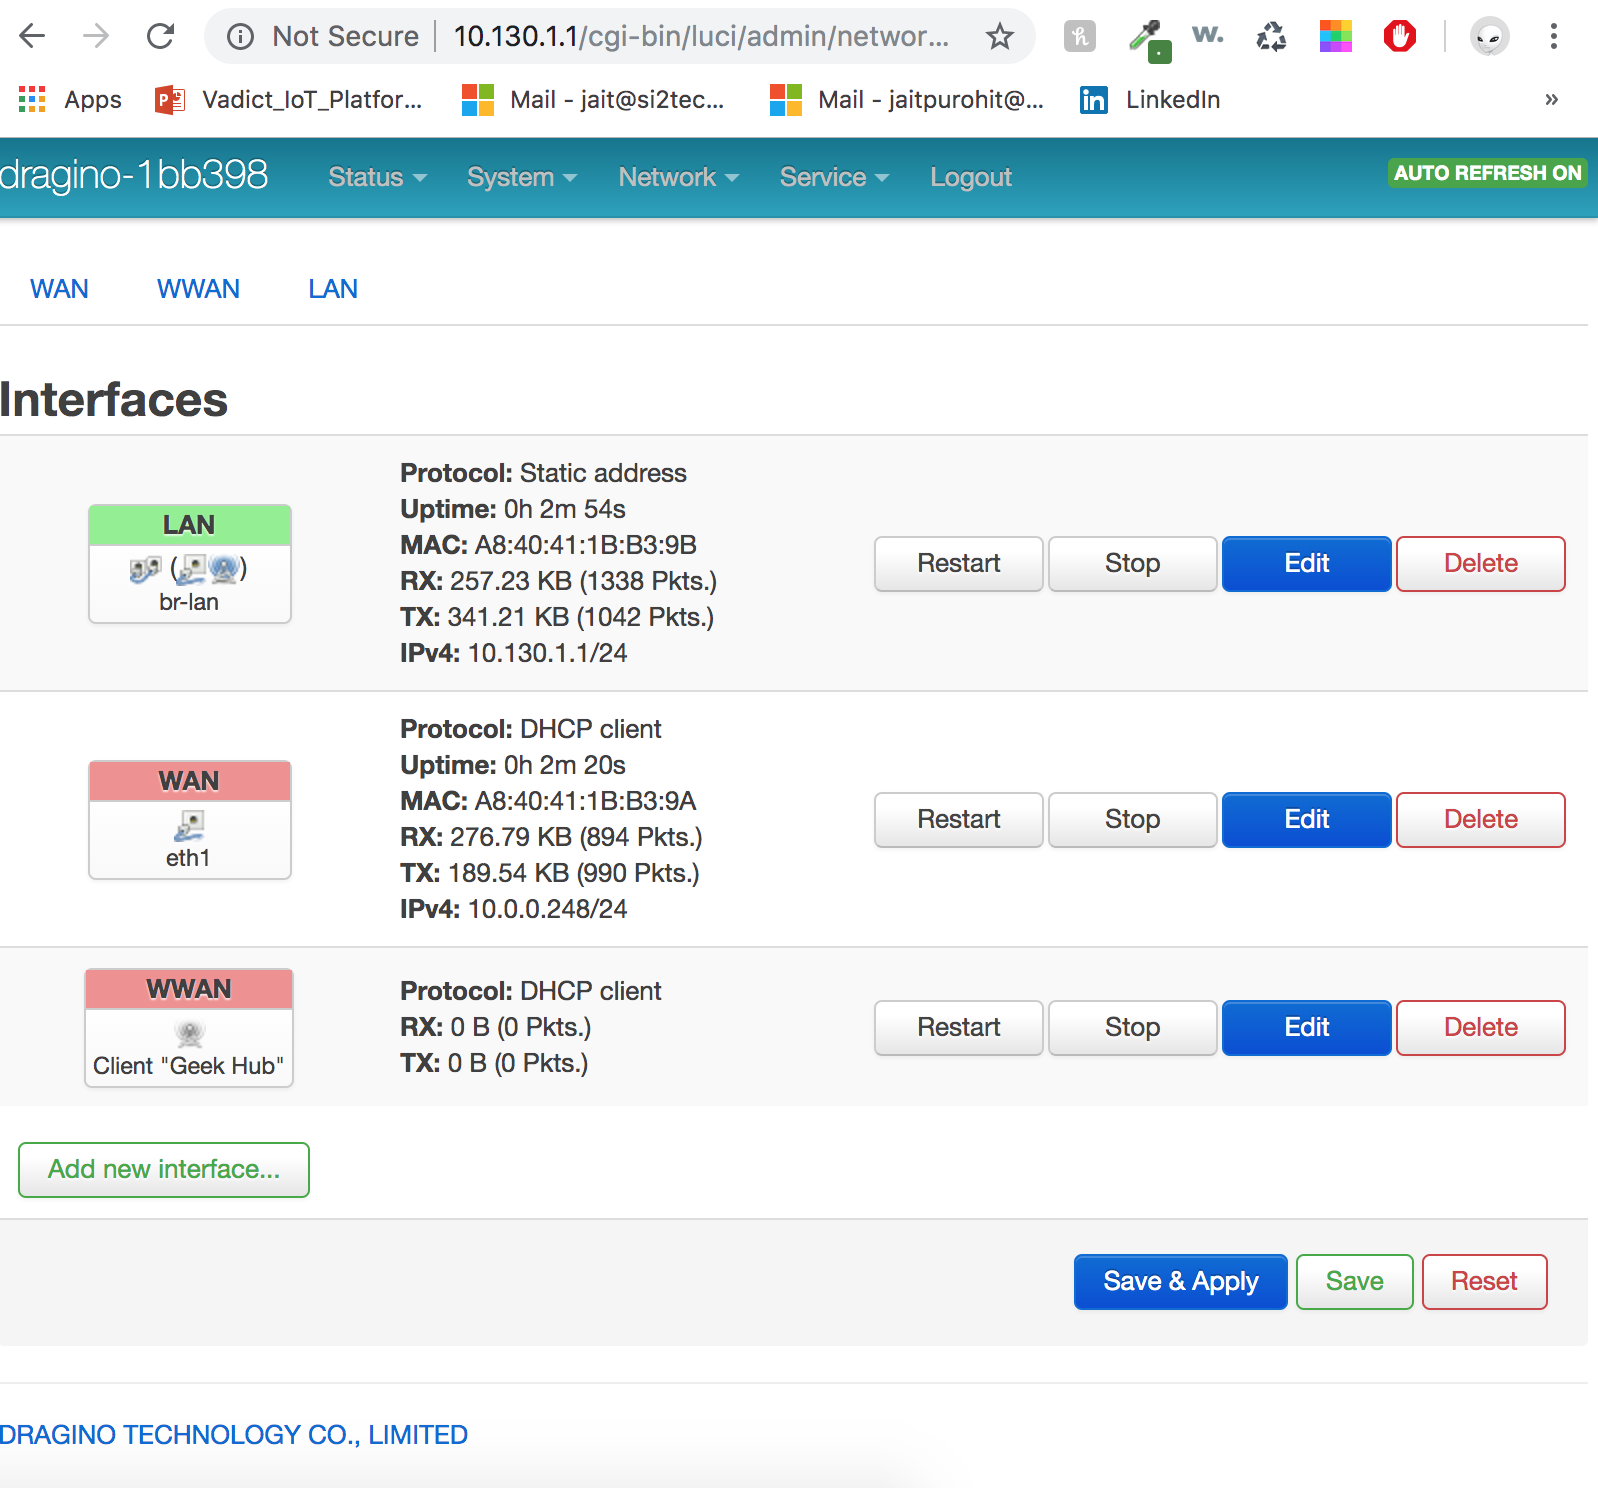 Not Secure 10.130.1.1/cgi-bin/luci/admin/networ...
Apps Vadict_IoT_Platfor... Mail - jait@si2tec... Mail - jaitpurohit@... LinkedIn »
dragino-1bb398 Status System Network Service Logout AUTO REFRESH ON
WAN WWAN LAN
Interfaces
LAN
br-lan
Protocol: Static address
Uptime: 0h 2m 54s
MAC: A8:40:41:1B:B3:9B
RX: 257.23 KB (1338 Pkts.)
TX: 341.21 KB (1042 Pkts.)
IPv4: 10.130.1.1/24
Restart Stop Edit Delete
WAN
eth1
Protocol: DHCP client
Uptime: 0h 2m 20s
MAC: A8:40:41:1B:B3:9A
RX: 276.79 KB (894 Pkts.)
TX: 189.54 KB (990 Pkts.)
IPv4: 10.0.0.248/24
Restart Stop Edit Delete
WWAN
Client "Geek Hub"
Protocol: DHCP client
RX: 0 B (0 Pkts.)
TX: 0 B (0 Pkts.)
Restart Stop Edit Delete
Add new interface...
Save & Apply Save Reset
DRAGINO TECHNOLOGY CO., LIMITED